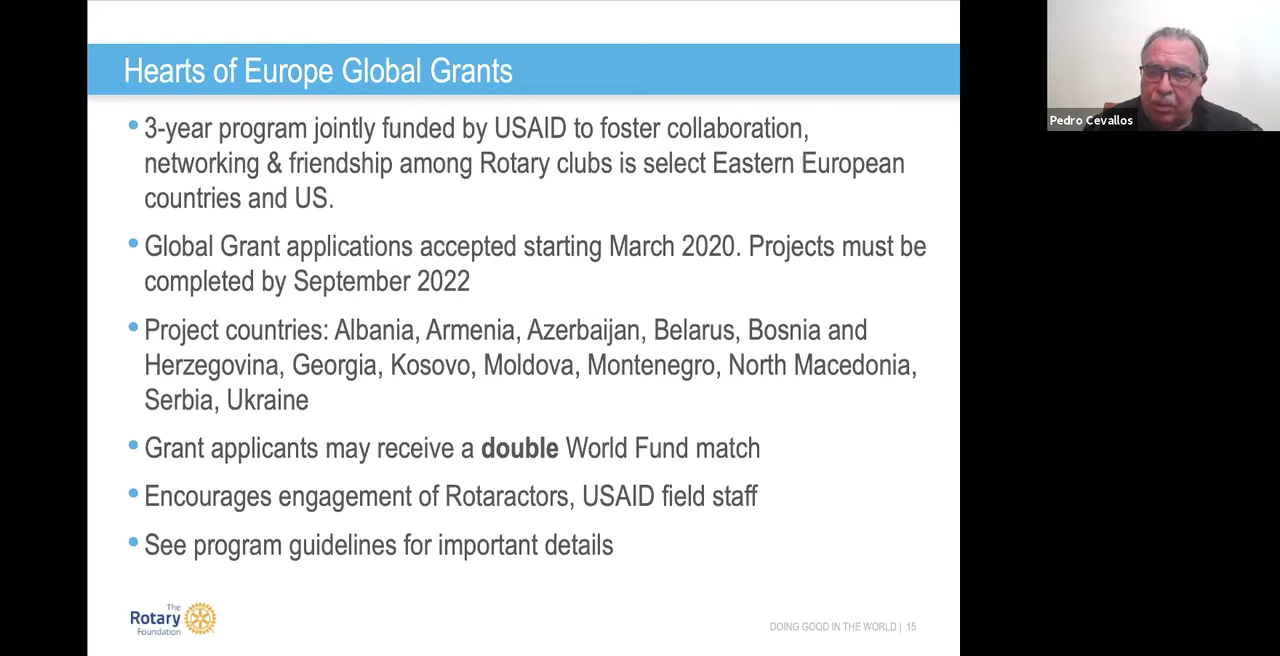 Hearts of Europe Global Grants
3-year program jointly funded by USAID to foster collaboration,
networking & friendship among Rotary clubs is select Eastern European
countries and US.
Global Grant applications accepted starting March 2020. Projects must be
completed by September 2022
Project countries: Albania, Armenia, Azerbaijan, Belarus, Bosnia and
Herzegovina, Georgia, Kosovo, Moldova, Montenegro, North Macedonia,
Serbia, Ukraine
Grant applicants may receive a double World Fund match
Encourages engagement of Rotaractors, USAID field staff
See program guidelines for important details
The
Rotary
Foundation
DOING GOOD IN THE WORLD | 15
Pedro Cevallos